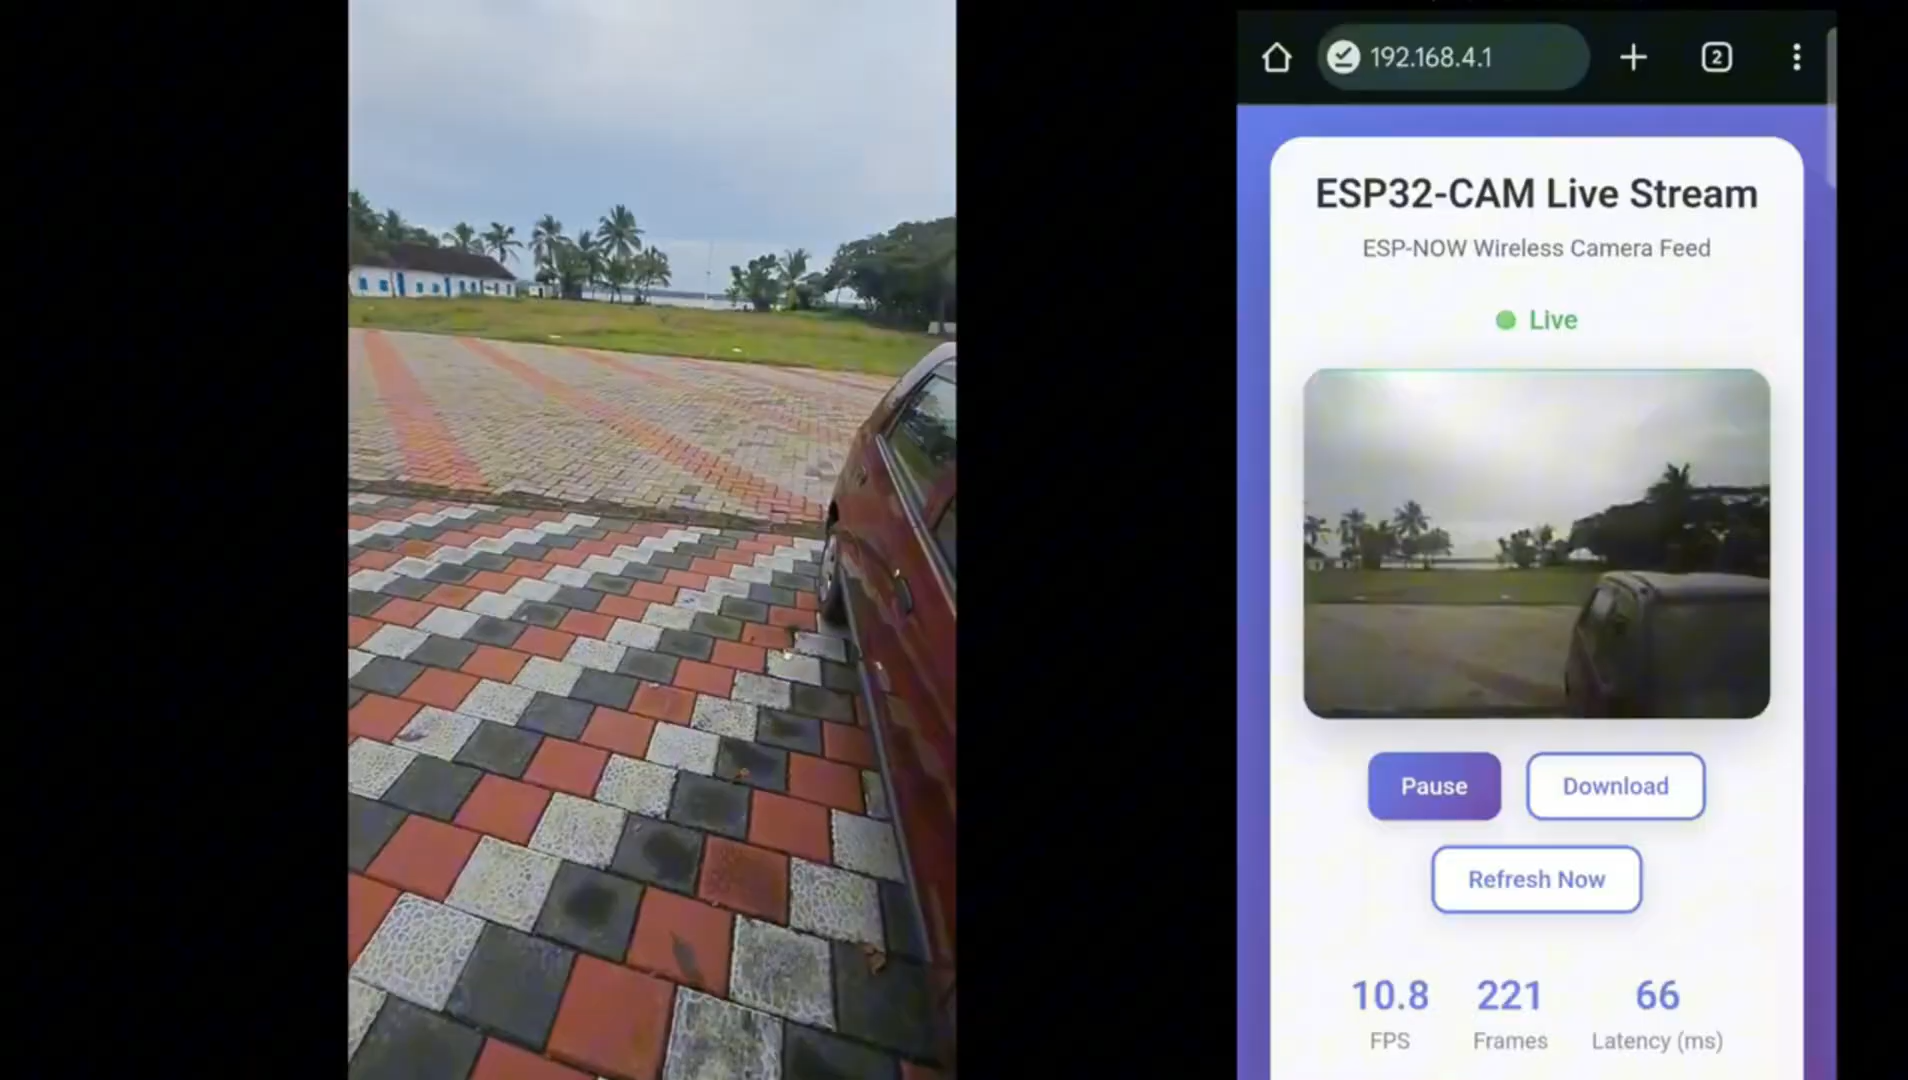 192.168.4.1
2
ESP32-CAM Live Stream
ESP-NOW Wireless Camera Feed
Live
Pause
Download
Refresh Now
10.8 221 66
FPS Frames Latency (ms)